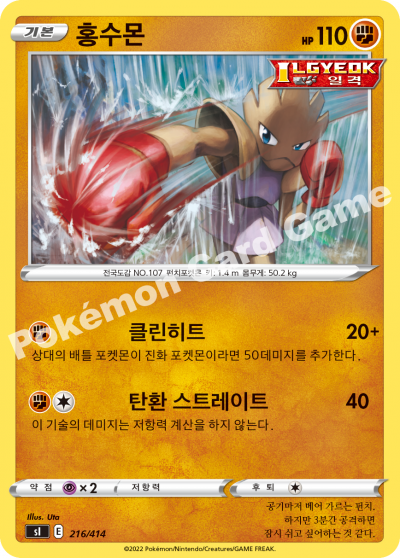 기본
홍수몬
HP 110
ILGYEOK
일격
전국도감 NO.107 펀치포켓몬 키: 1.4 m 몸무게: 50.2 kg
클린히트 20+
상대의 배틀 포켓몬이 진화 포켓몬이라면 50데미지를 추가한다.
탄환 스트레이트 40
이 기술의 데미지는 저항력 계산을 하지 않는다.
약점 ×2 저항력 후퇴
Illus. Uta
sI E 216/414
공기마저 베어 가르는 펀치.
하지만 3분간 공격하면
잠시 쉬고 싶어하는 것 같다.
©2022 Pokémon/Nintendo/Creatures/GAME FREAK.
Pokémon Card Game